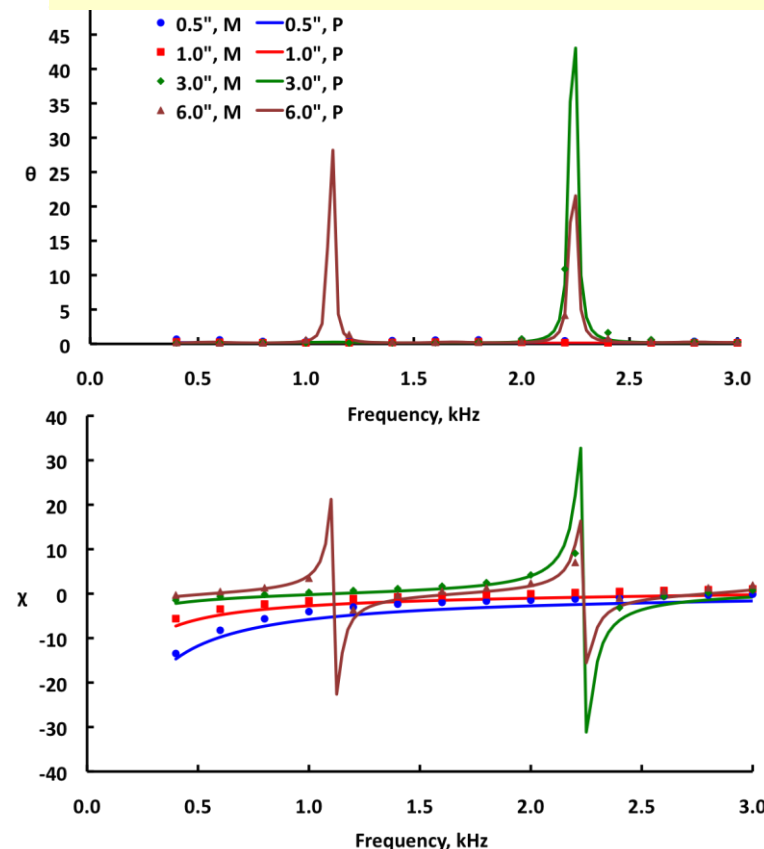 45
40
35
30
25
20
15
10
5
0
θ
0.5", M 0.5", P
1.0", M 1.0", P
3.0", M 3.0", P
6.0", M 6.0", P
0.0 0.5 1.0 1.5 2.0 2.5 3.0
Frequency, kHz
40
30
20
10
0
-10
-20
-30
-40
χ
0.0 0.5 1.0 1.5 2.0 2.5 3.0
Frequency, kHz